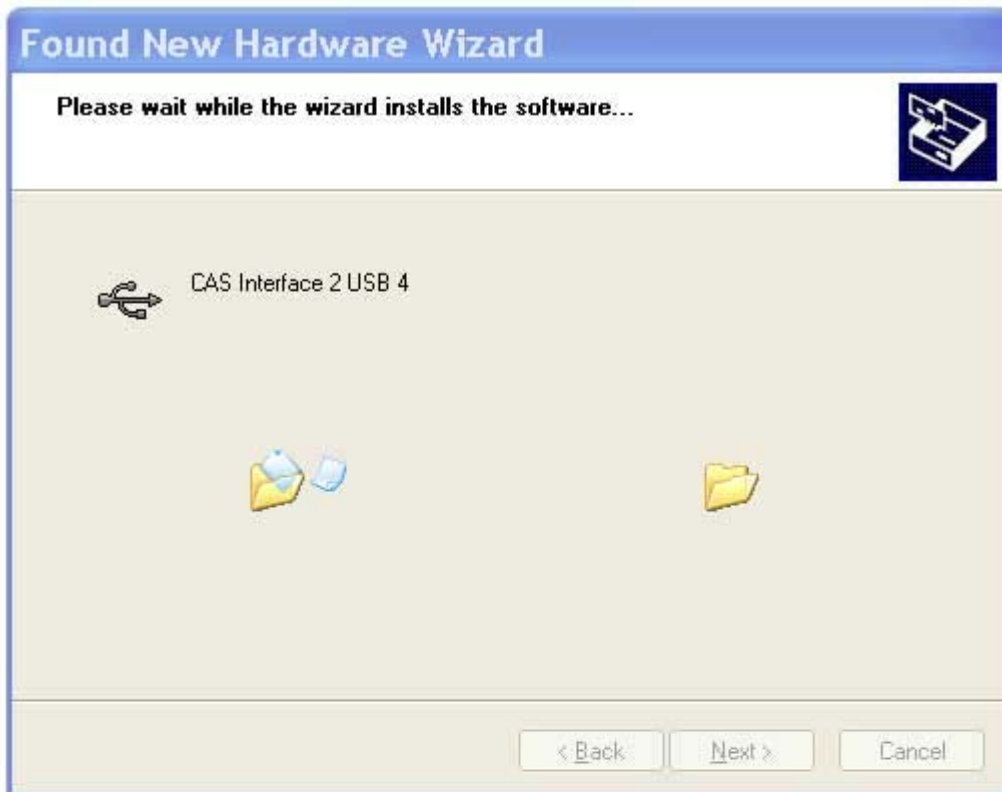 Found New Hardware Wizard
Please wait while the wizard installs the software...
CAS Interface 2 USB 4
< Back
Next >
Cancel